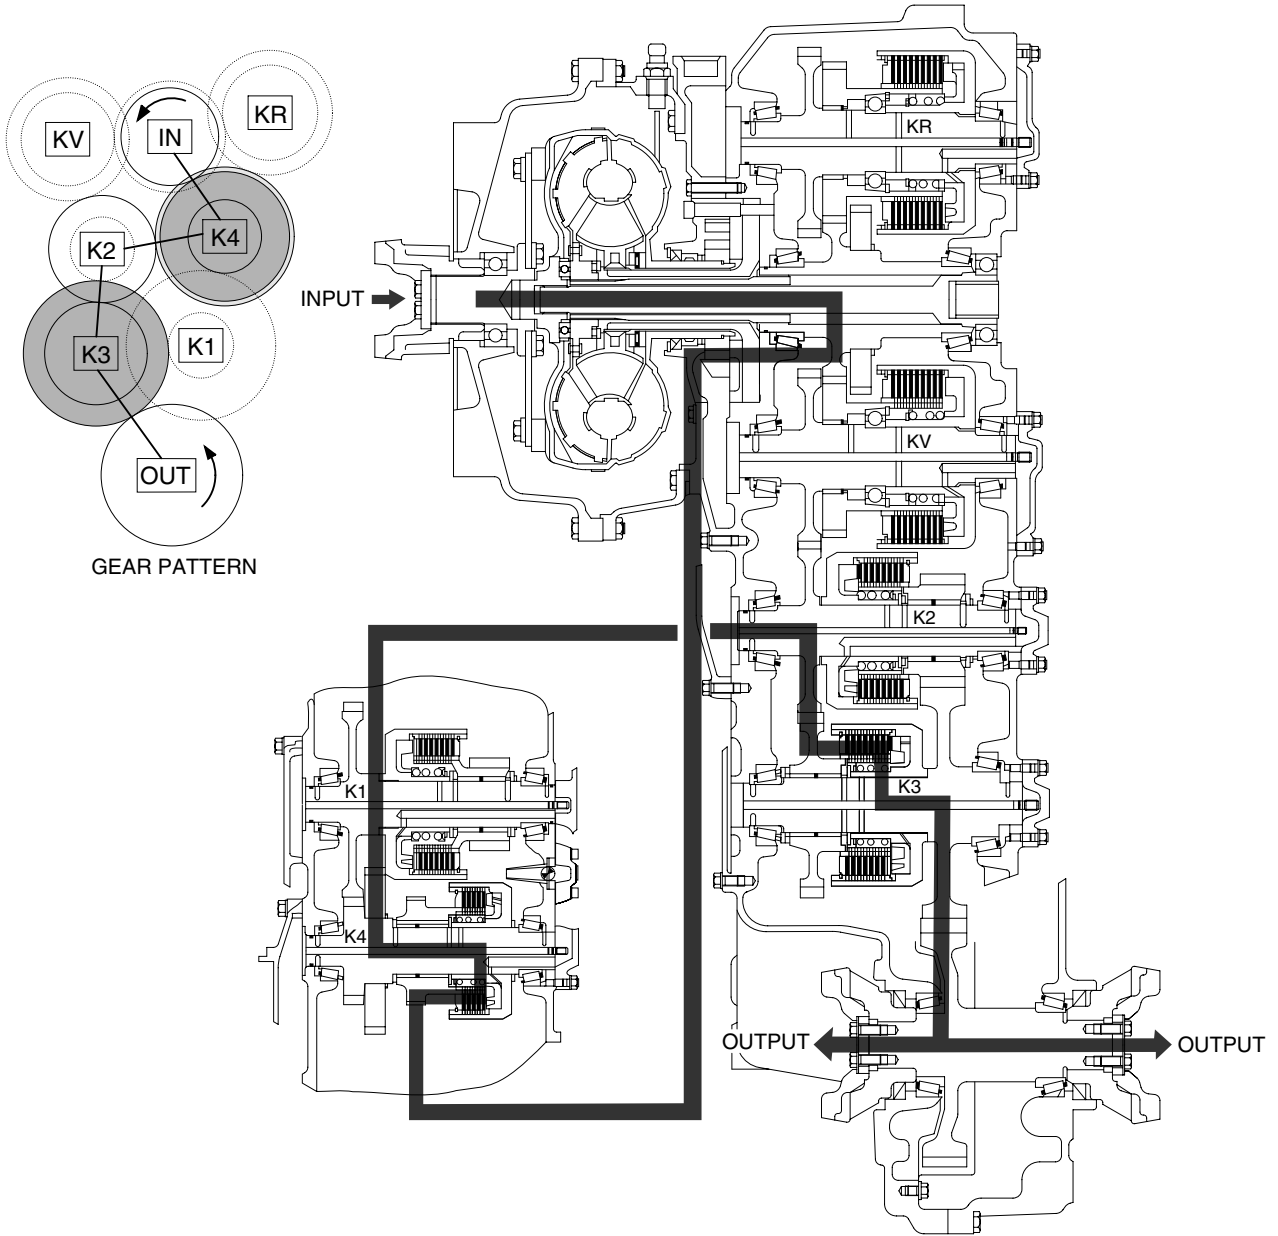 KV
IN
KR
K2
K4
K3
K1
OUT
GEAR PATTERN
INPUT
KR
KV
K2
K3
K1
K4
OUTPUT
OUTPUT